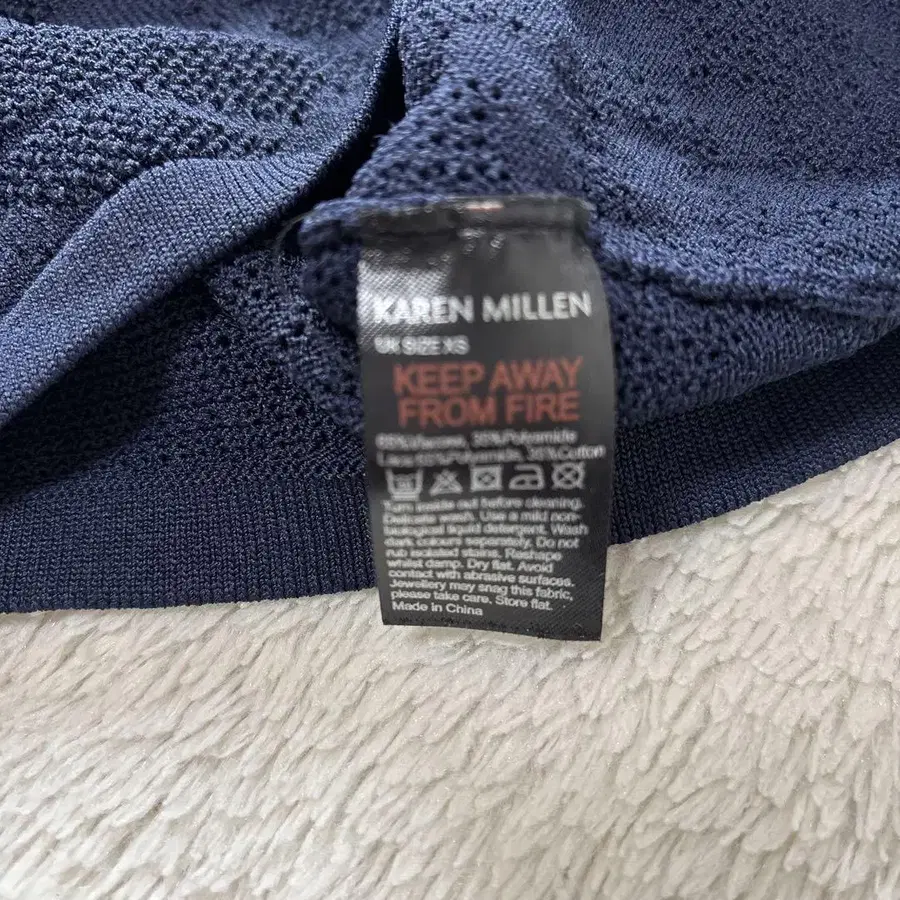 KAREN MILLEN
UK SIZE XS
KEEP AWAY
FROM FIRE
65%Viscose, 35%Polyamide
65%Polyamide, 35%Cotton
Turn inside out before cleaning.
Delicate wash. Use a mild non-
biological liquid detergent. Wash
dark colours separately. Do not
rub isolated stains. Reshape
whilst damp. Dry flat. Avoid
contact with abrasive surfaces.
Jewellery may snag this fabric,
please take care. Store flat.
Made in China